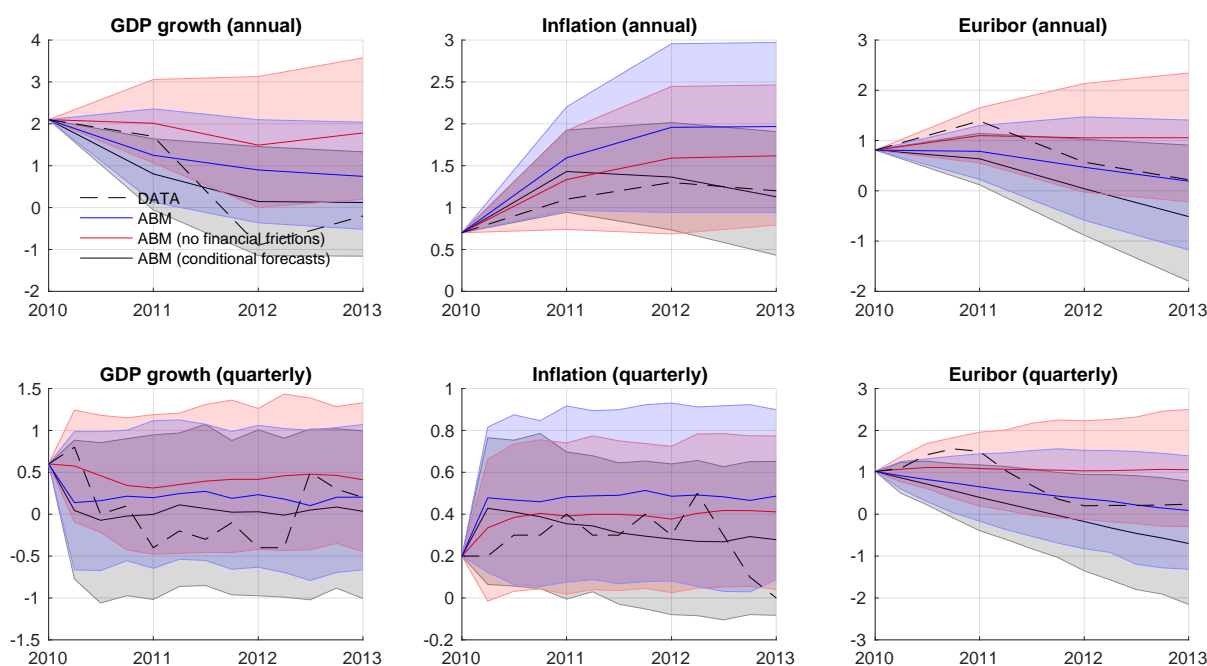 GDP growth (annual)
4
3
2
1
0
-1
-2
2010 2011 2012 2013
DATA
ABM
ABM (no financial frictions)
ABM (conditional forecasts)
Inflation (annual)
3
2.5
2
1.5
1
0.5
0
2010 2011 2012 2013
Euribor (annual)
3
2
1
0
-1
-2
2010 2011 2012 2013
GDP growth (quarterly)
1.5
1
0.5
0
-0.5
-1
-1.5
2010 2011 2012 2013
Inflation (quarterly)
1
0.8
0.6
0.4
0.2
0
-0.2
2010 2011 2012 2013
Euribor (quarterly)
3
2
1
0
-1
-2
-3
2010 2011 2012 2013